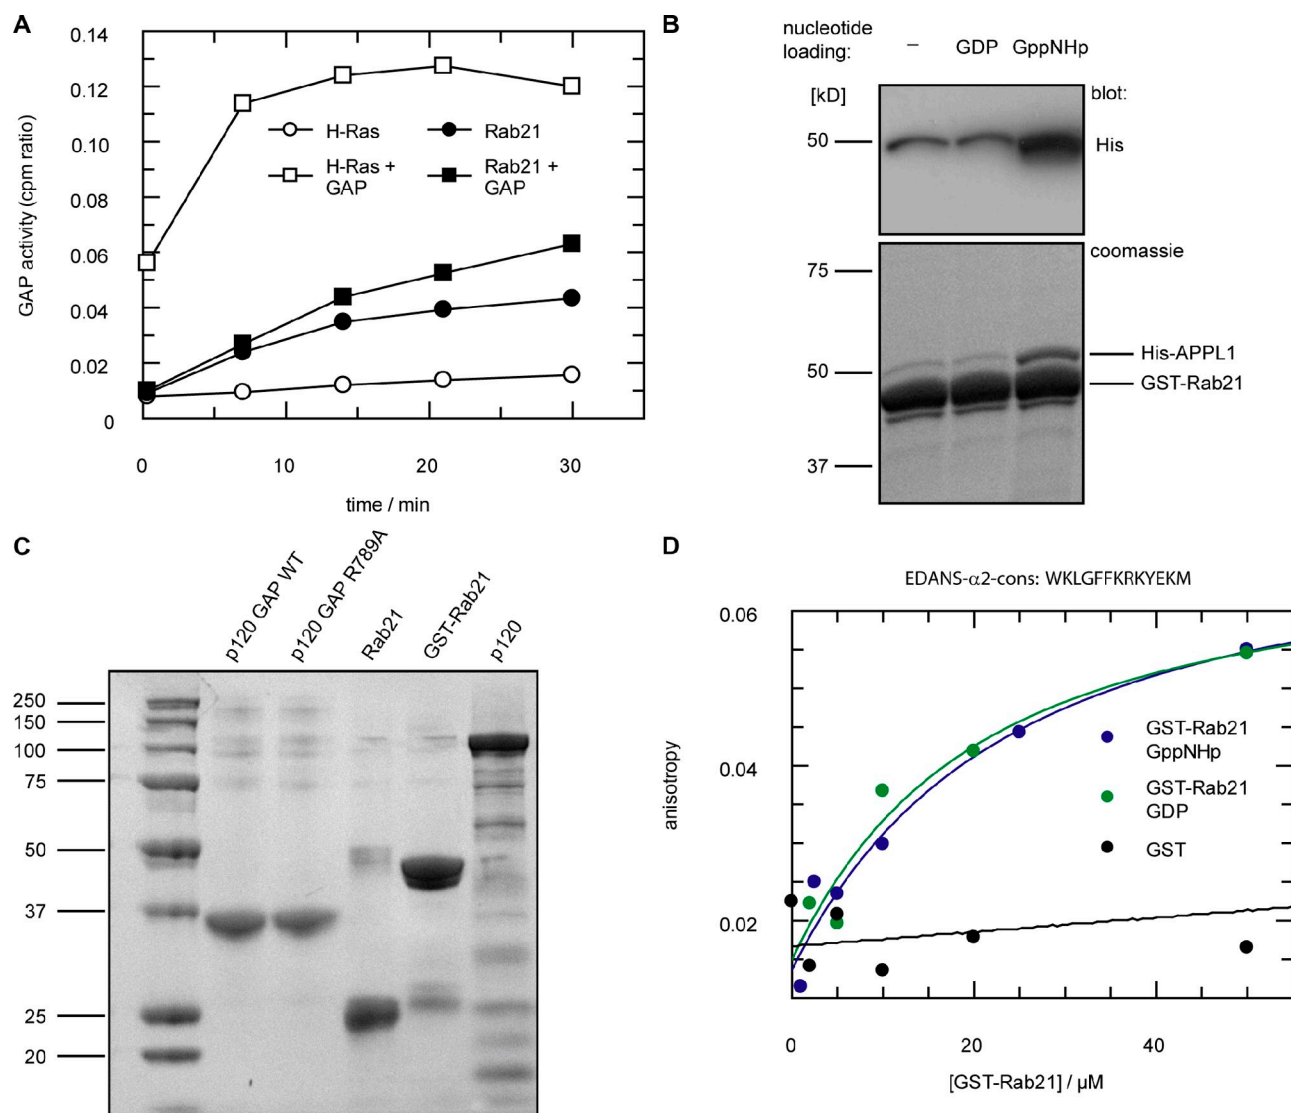 A
0.14
0.12
0.10
0.08
0.06
0.04
0.02
0
GAP activity (cpm ratio)
H-Ras
Rab21
H-Ras +
GAP
Rab21 +
GAP
0
10
20
30
time / min
B
nucleotide
loading:
–
GDP
GppNHp
[kD]
blot:
50
His
coomassie
75
50
37
His-APPL1
GST-Rab21
C
p120 GAP WT
p120 GAP R789A
Rab21
GST-Rab21
p120
250
150
100
75
50
37
25
20
D
EDANS-α2-cons: WKLGFFKRKYEKM
0.06
0.04
0.02
anisotropy
GST-Rab21
GppNHp
GST-Rab21
GDP
GST
0
20
40
[GST-Rab21] / µM